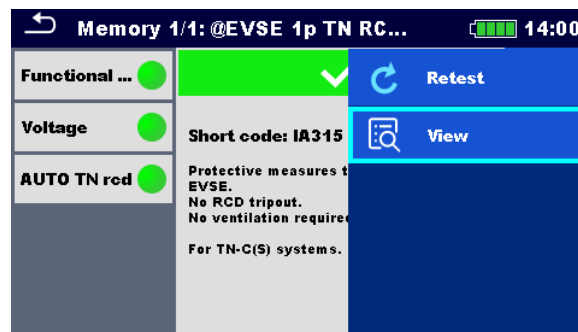 Memory 1/1: @EVSE 1p TN RC...
14:00
Functional ...
Voltage
AUTO TN rcd
Short code: IA315
Protective measures t
EVSE.
No RCD tripout.
No ventilation require
For TN-C(S) systems.
Retest
View